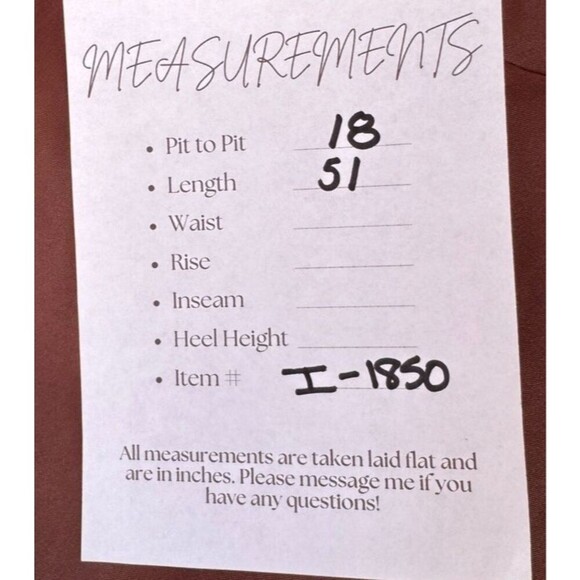 MEASUREMENTS
• Pit to Pit 18
• Length 51
• Waist
• Rise
• Inseam
• Heel Height
• Item # I-1850
All measurements are taken laid flat and
are in inches. Please message me if you
have any questions!